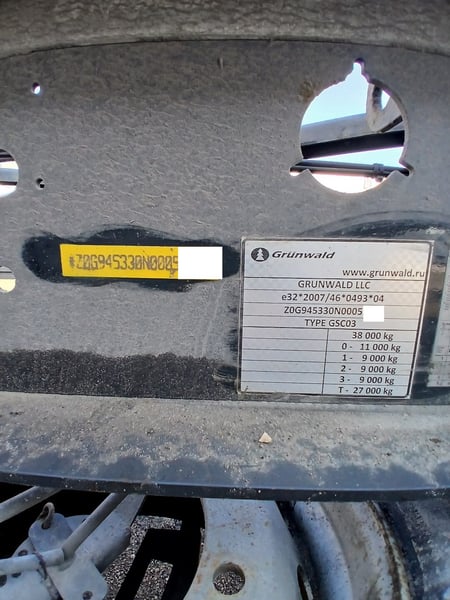 *Z0G945330N0005
Grunwald
www.grunwald.ru
GRUNWALD LLC
e32*2007/46*0493*04
Z0G945330N0005
TYPE GSC03
38 000 kg
0 - 11 000 kg
1 - 9 000 kg
2 - 9 000 kg
3 - 9 000 kg
T - 27 000 kg